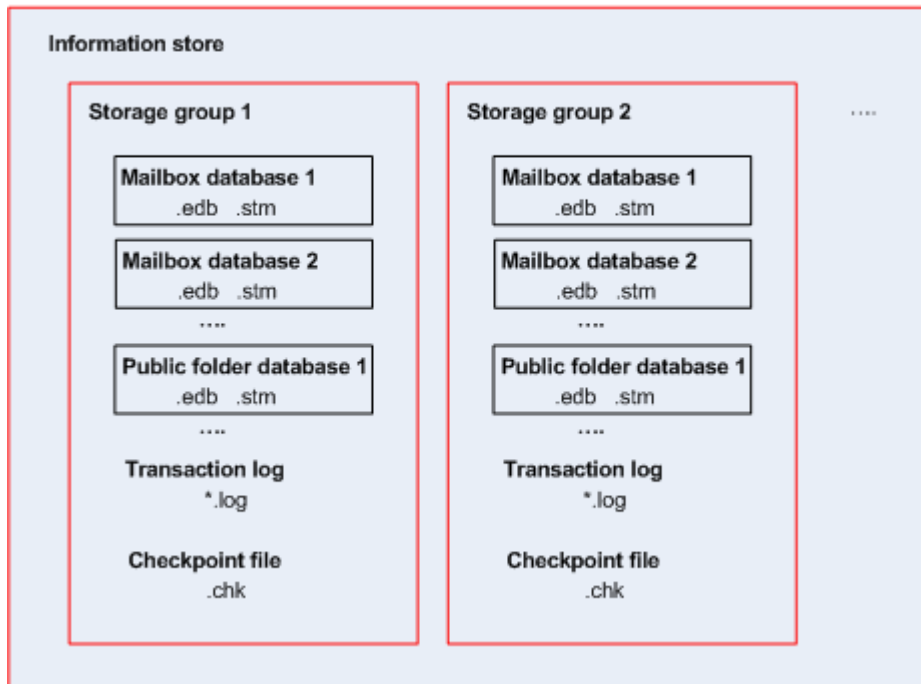 Information store
Storage group 1
Mailbox database 1
.edb .stm
Mailbox database 2
.edb .stm
....
Public folder database 1
.edb .stm
....
Transaction log
*.log
Checkpoint file
.chk
Storage group 2
Mailbox database 1
.edb .stm
Mailbox database 2
.edb .stm
....
Public folder database 1
.edb .stm
....
Transaction log
*.log
Checkpoint file
.chk
....